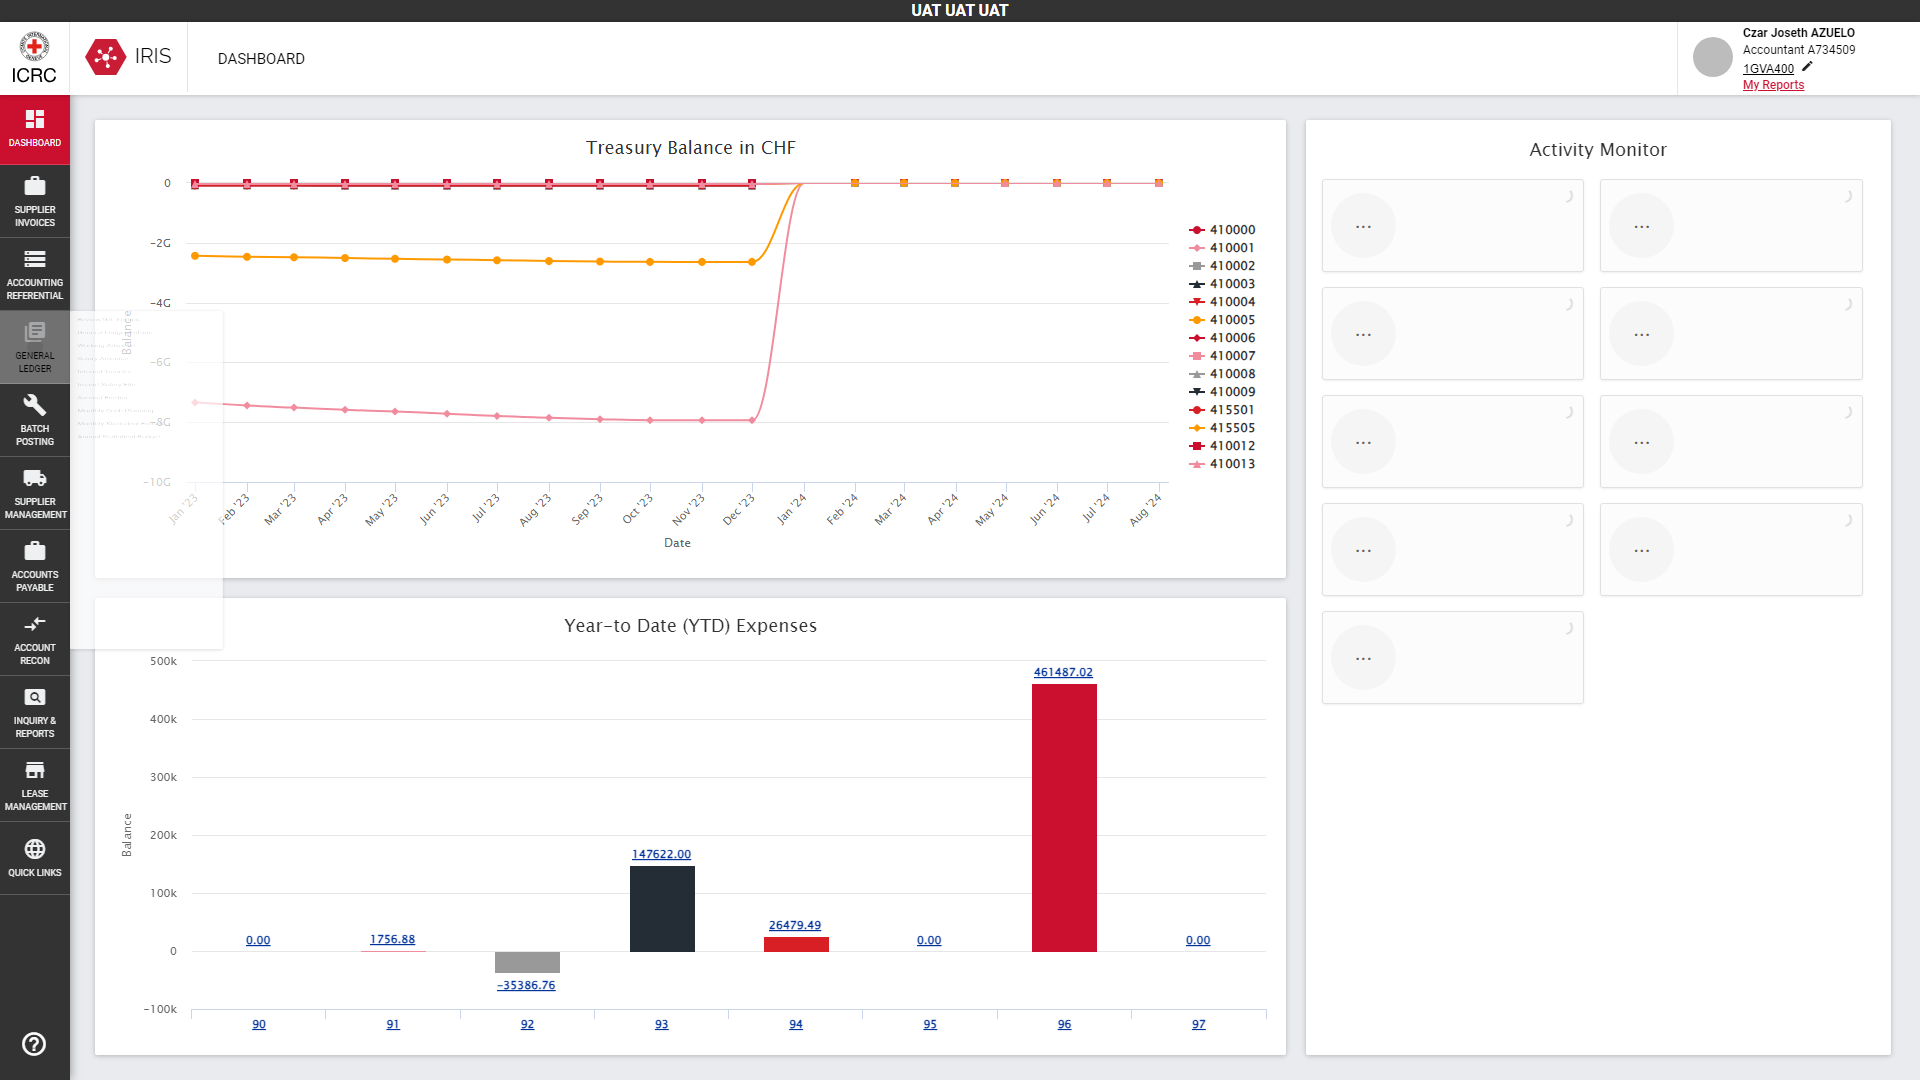 UAT UAT UAT
ICRC
IRIS
DASHBOARD
Czar Joseth AZUELO
Accountant A734509
1GVA400
My Reports
DASHBOARD
SUPPLIER
INVOICES
ACCOUNTING
REFERENTIAL
GENERAL
LEDGER
BATCH
POSTING
SUPPLIER
MANAGEMENT
ACCOUNTS
PAYABLE
ACCOUNT
RECON
INQUIRY &
REPORTS
LEASE
MANAGEMENT
QUICK LINKS
Treasury Balance in CHF
0
-2G
-4G
-6G
-8G
-10G
Balance
Jan '23
Feb '23
Mar '23
Apr '23
May '23
Jun '23
Jul '23
Aug '23
Sep '23
Oct '23
Nov '23
Dec '23
Jan '24
Feb '24
Mar '24
Apr '24
May '24
Jun '24
Jul '24
Aug '24
Date
410000
410001
410002
410003
410004
410005
410006
410007
410008
410009
415501
415505
410012
410013
Year-to Date (YTD) Expenses
500k
400k
300k
200k
100k
0
-100k
Balance
0.00
1756.88
-35386.76
147622.00
26479.49
0.00
461487.02
0.00
90
91
92
93
94
95
96
97
Activity Monitor
...
...
...
...
...
...
...
...
...